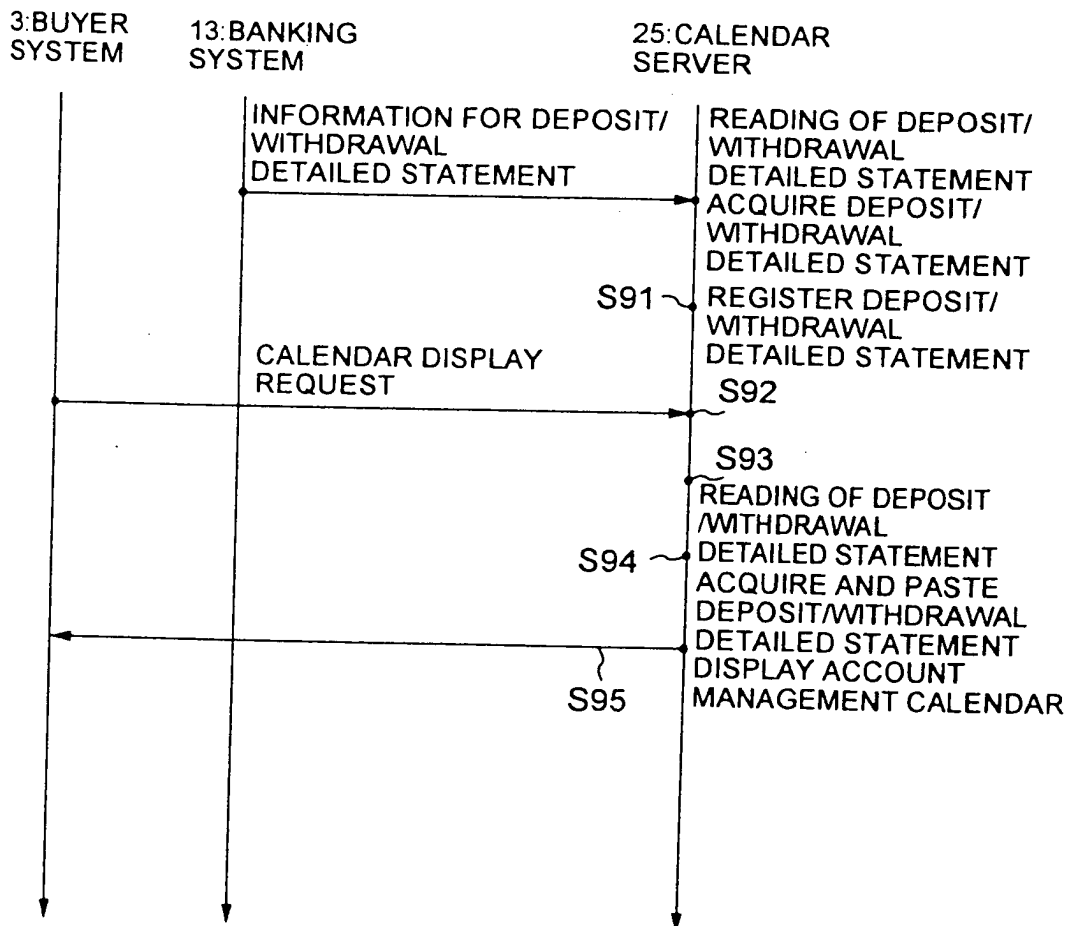 3:BUYER
SYSTEM
13:BANKING
SYSTEM
25:CALENDAR
SERVER
INFORMATION FOR DEPOSIT/
WITHDRAWAL
DETAILED STATEMENT
READING OF DEPOSIT/
WITHDRAWAL
DETAILED STATEMENT
ACQUIRE DEPOSIT/
WITHDRAWAL
DETAILED STATEMENT
S91
REGISTER DEPOSIT/
WITHDRAWAL
DETAILED STATEMENT
CALENDAR DISPLAY
REQUEST
S92
S93
READING OF DEPOSIT
/WITHDRAWAL
DETAILED STATEMENT
S94
ACQUIRE AND PASTE
DEPOSIT/WITHDRAWAL
DETAILED STATEMENT
DISPLAY ACCOUNT
MANAGEMENT CALENDAR
S95